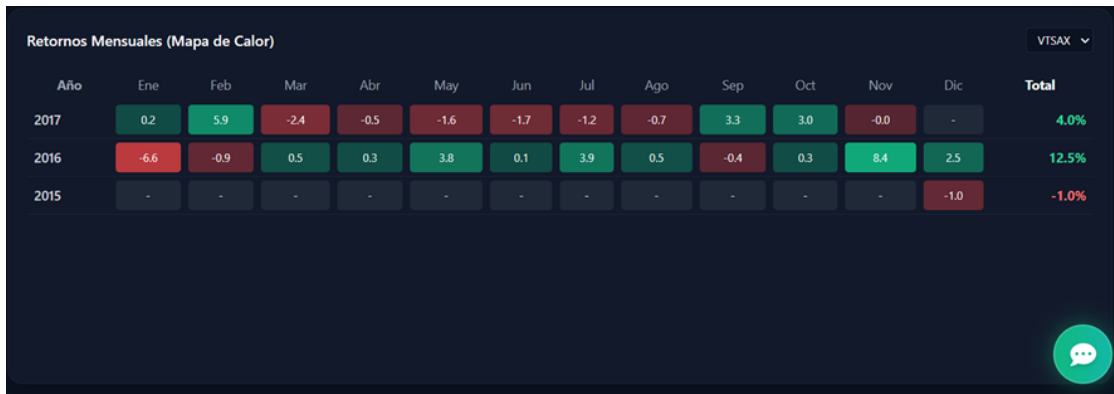 Retornos Mensuales (Mapa de Calor) VTSAX
Año Ene Feb Mar Abr May Jun Jul Ago Sep Oct Nov Dic Total
2017 0.2 5.9 -2.4 -0.5 -1.6 -1.7 -1.2 -0.7 3.3 3.0 -0.0 - 4.0%
2016 -6.6 -0.9 0.5 0.3 3.8 0.1 3.9 0.5 -0.4 0.3 8.4 2.5 12.5%
2015 - - - - - - - - - - - -1.0 -1.0%